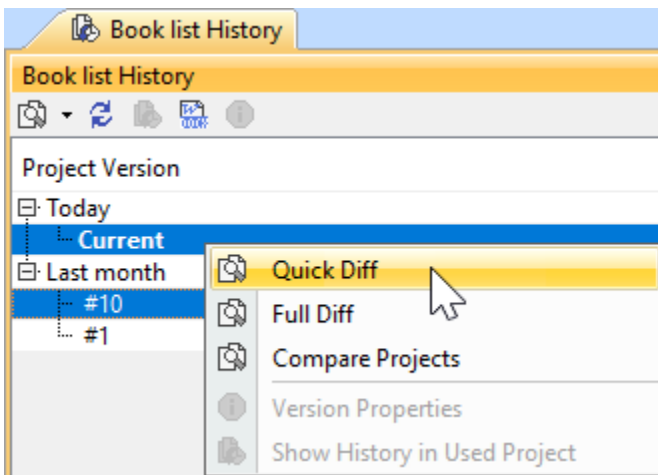 Book list History
Book list History
Project Version
Today
Current
Last month
#10
#1
Quick Diff
Full Diff
Compare Projects
Version Properties
Show History in Used Project